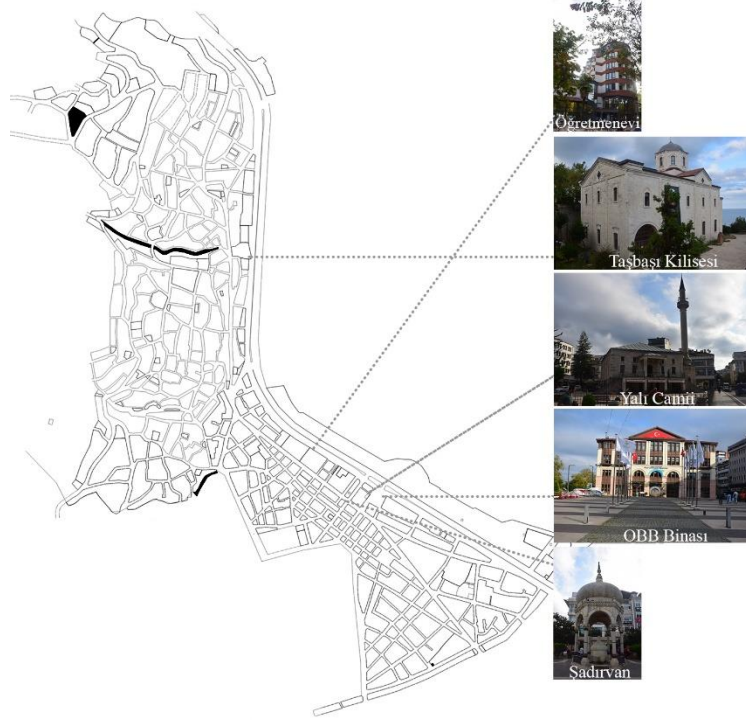 Öğretmenevi
Taşbaşı Kilisesi
Yalı Camii
OBB Binası
Şadırvan